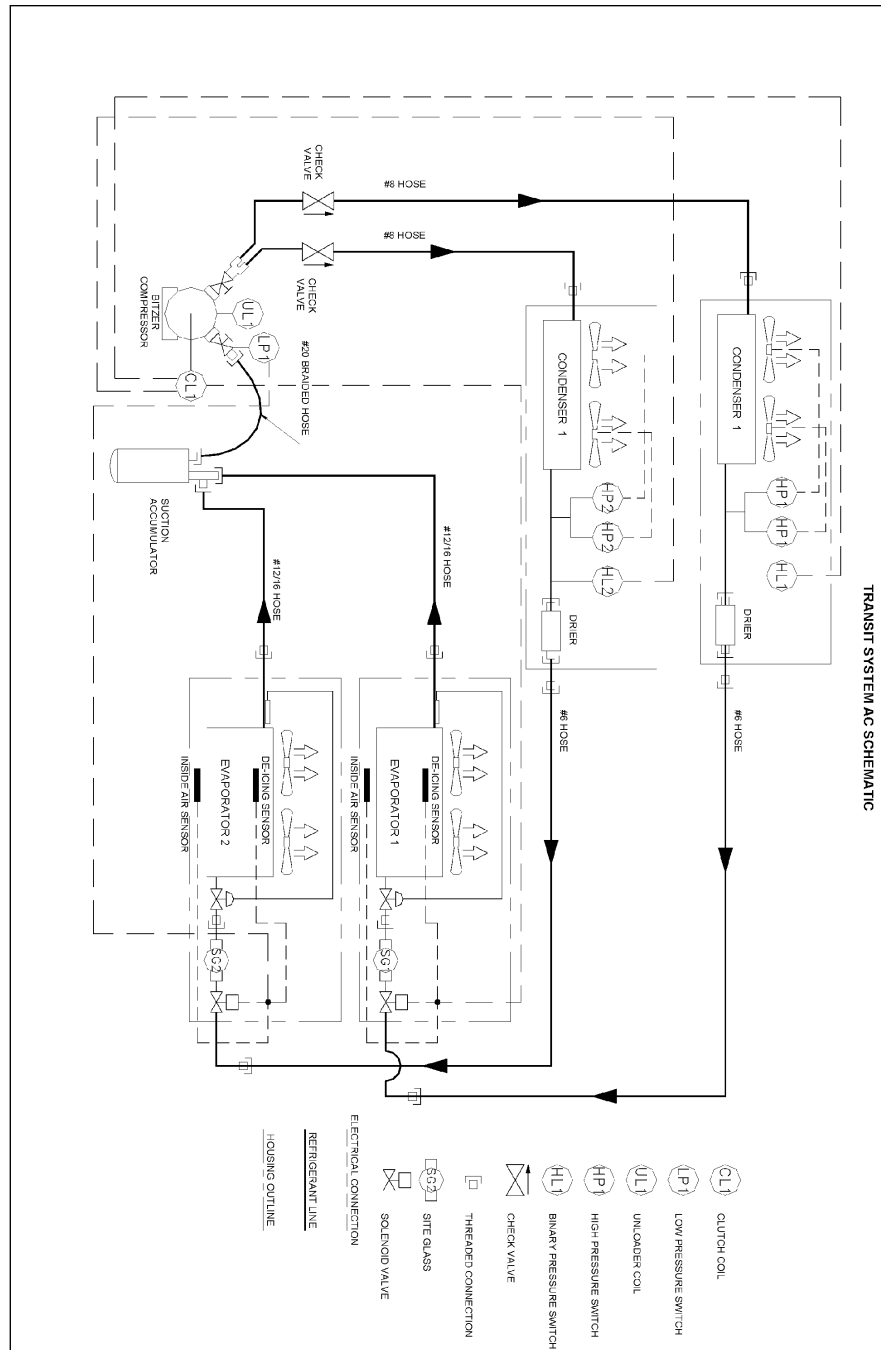 TRANSIT SYSTEM AC SCHEMATIC
CHECK
VALVE
#8 HOSE
#8 HOSE
CHECK
VALVE
BITZER
COMPRESSOR
UL1
LP1
CL1
#20 BRAIDED HOSE
SUCTION
ACCUMULATOR
#12/16 HOSE
#12/16 HOSE
CONDENSER 1
HP1
HP1
HL1
DRIER
#6 HOSE
CONDENSER 1
HP2
HP2
HL2
DRIER
#6 HOSE
DE-ICING SENSOR
EVAPORATOR 1
INSIDE AIR SENSOR
SG1
DE-ICING SENSOR
EVAPORATOR 2
INSIDE AIR SENSOR
SG2
CL1 CLUTCH COIL
LP1 LOW PRESSURE SWITCH
UL1 UNLOADER COIL
HP1 HIGH PRESSURE SWITCH
HL1 BINARY PRESSURE SWITCH
CHECK VALVE
THREADED CONNECTION
SG2 SITE GLASS
SOLENOID VALVE
ELECTRICAL CONNECTION
REFRIGERANT LINE
HOUSING OUTLINE